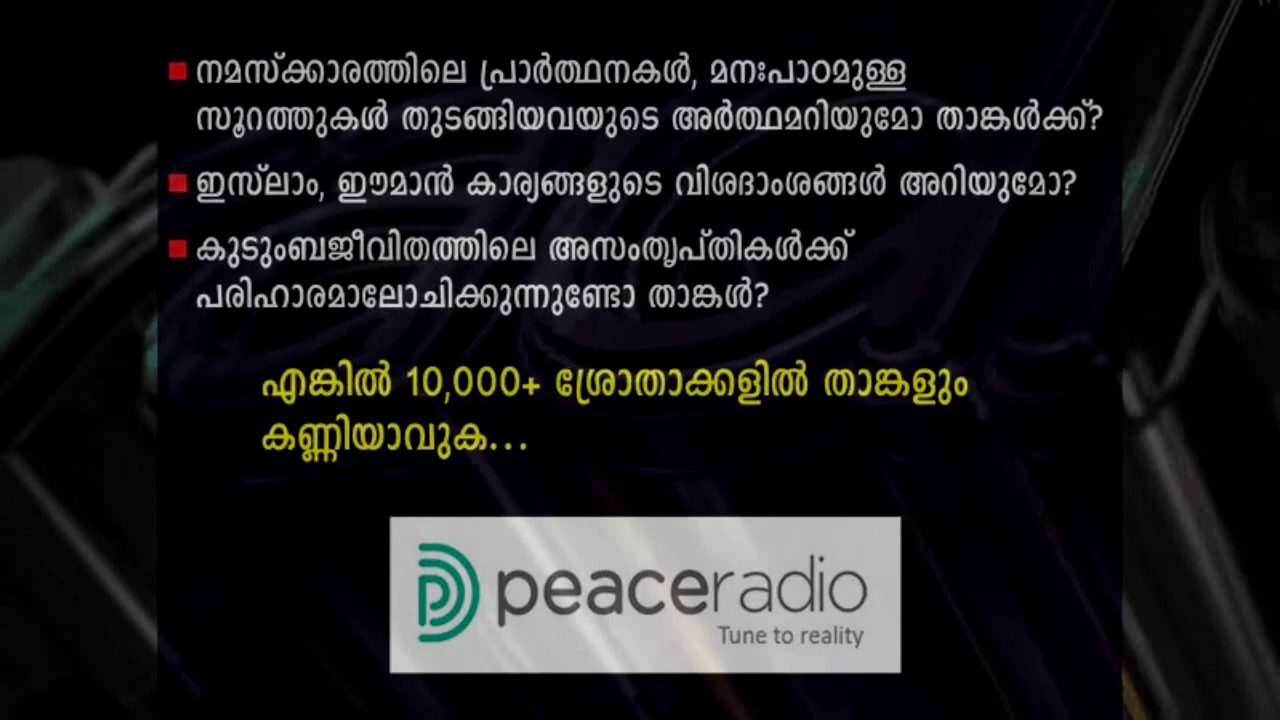 നമസ്ക്കാരത്തിലെ പ്രാർത്ഥനകൾ, മനഃപാഠമുള്ള
സൂറത്തുകൾ തുടങ്ങിയവയുടെ അർത്ഥമറിയുമോ താങ്കൾക്ക്?
ഇസ്‌ലാം, ഈമാൻ കാര്യങ്ങളുടെ വിശദാംശങ്ങൾ അറിയുമോ?
കുടുംബജീവിതത്തിലെ അസംതൃപ്തികൾക്ക്
പരിഹാരമാലോചിക്കുന്നുണ്ടോ താങ്കൾ?
എങ്കിൽ 10,000+ ശ്രോതാക്കളിൽ താങ്കളും
കണ്ണിയാവുക...
peaceradio
Tune to reality